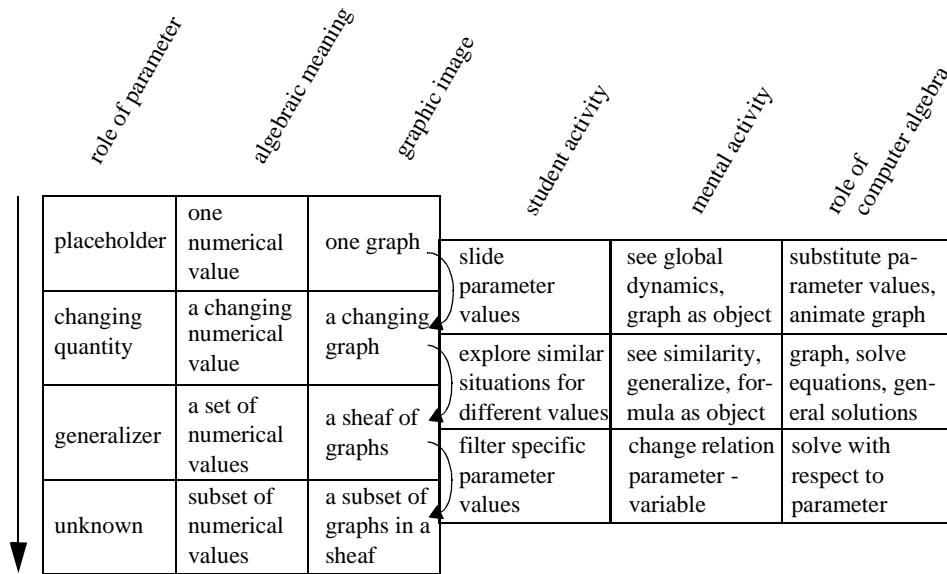 role of parameter
algebraic meaning
graphic image
student activity
mental activity
role of
computer algebra
placeholder
one
numerical
value
one graph
changing
quantity
a changing
numerical
value
a changing
graph
generalizer
a set of
numerical
values
a sheaf of
graphs
unknown
subset of
numerical
values
a subset of
graphs in a
sheaf
slide
parameter
values
see global
dynamics,
graph as object
substitute pa-
rameter values,
animate graph
explore similar
situations for
different values
see similarity,
generalize, for-
mula as object
graph, solve
equations, gen-
eral solutions
filter specific
parameter
values
change relation
parameter -
variable
solve with
respect to
parameter